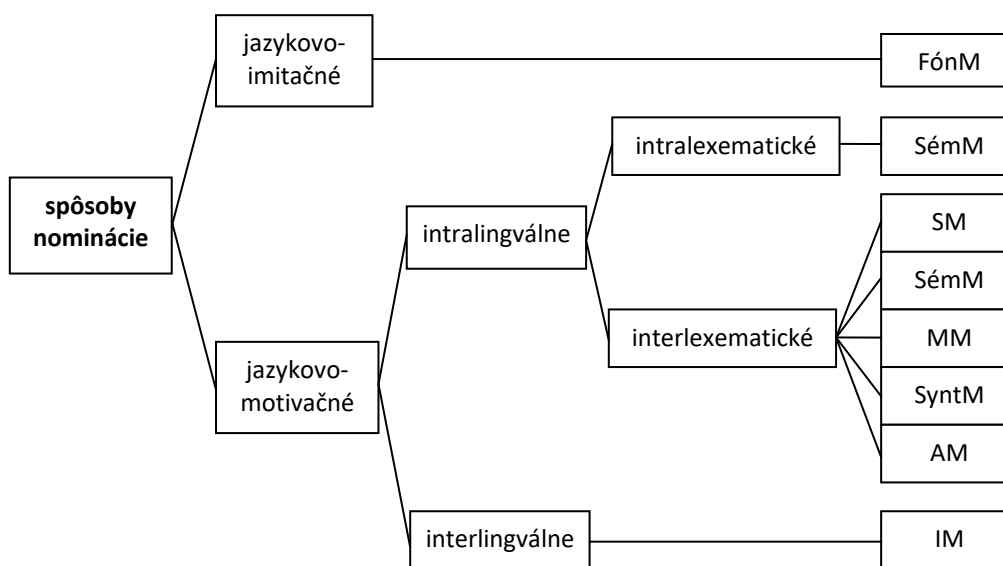 jazykovo-
imitačné
FónM
intralexematické
SémM
spôsoby
nominácie
intralingválne
SM
SémM
interlexematické
MM
jazykovo-
motivačné
SyntM
AM
interlingválne
IM